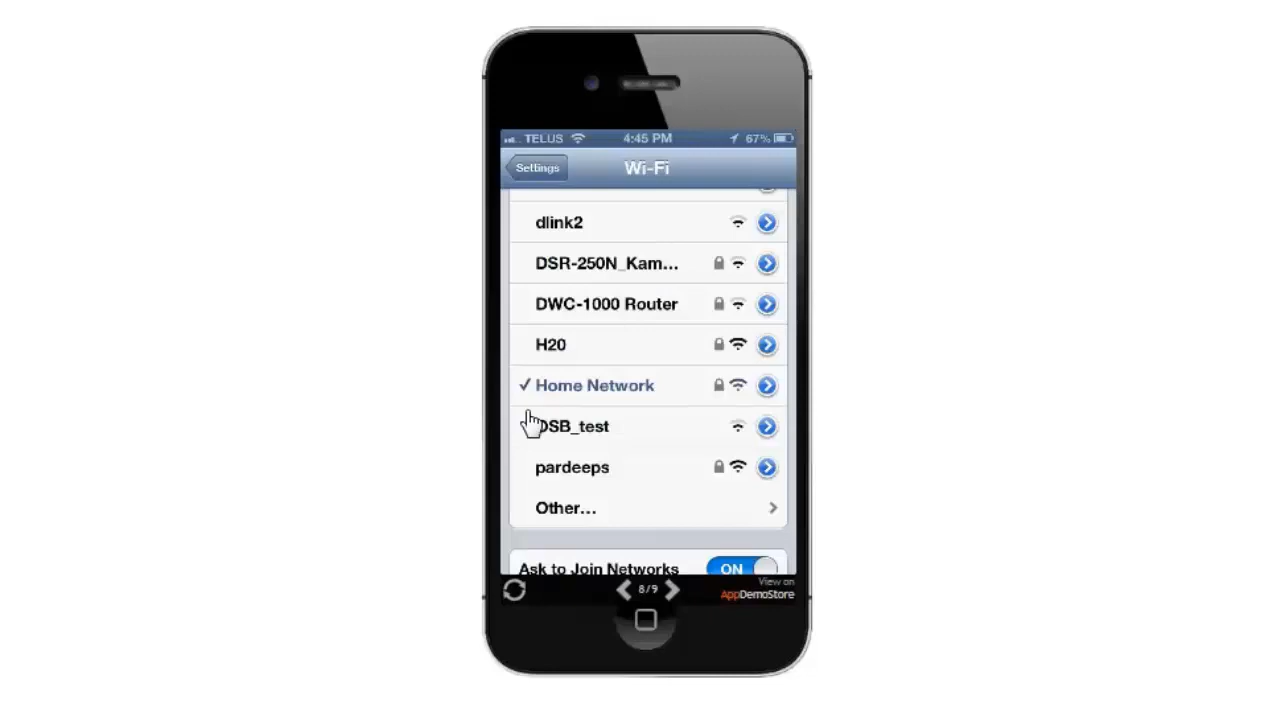 TELUS 4:45 PM 67%
Settings Wi-Fi
dlink2
DSR-250N_Kam...
DWC-1000 Router
H20
✓ Home Network
DSB_test
pardeeps
Other...
Ask to Join Networks ON
8/9
View on
AppDemoStore